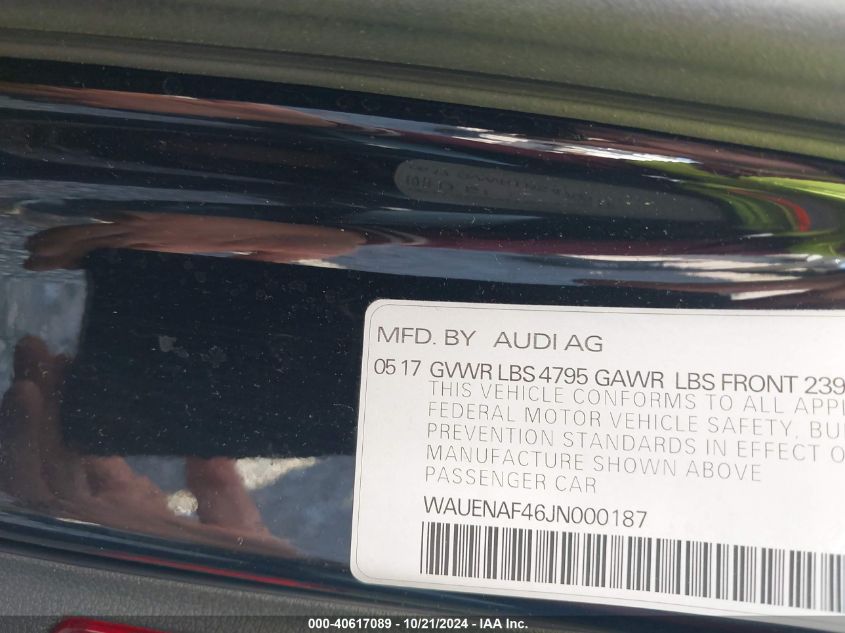 MFD. BY AUDI AG
05 17 GVWR LBS 4795 GAWR LBS FRONT 239
THIS VEHICLE CONFORMS TO ALL APPL
FEDERAL MOTOR VEHICLE SAFETY, BU
PREVENTION STANDARDS IN EFFECT O
MANUFACTURE SHOWN ABOVE
PASSENGER CAR
WAUENAF46JN000187
000-40617089 - 10/21/2024 - IAA Inc.